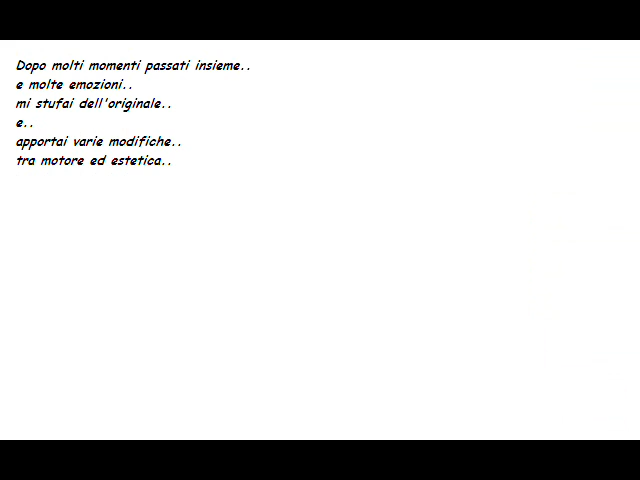 Dopo molti momenti passati insieme..
e molte emozioni..
mi stufai dell'originale..
e..
apportai varie modifiche..
tra motore ed estetica..